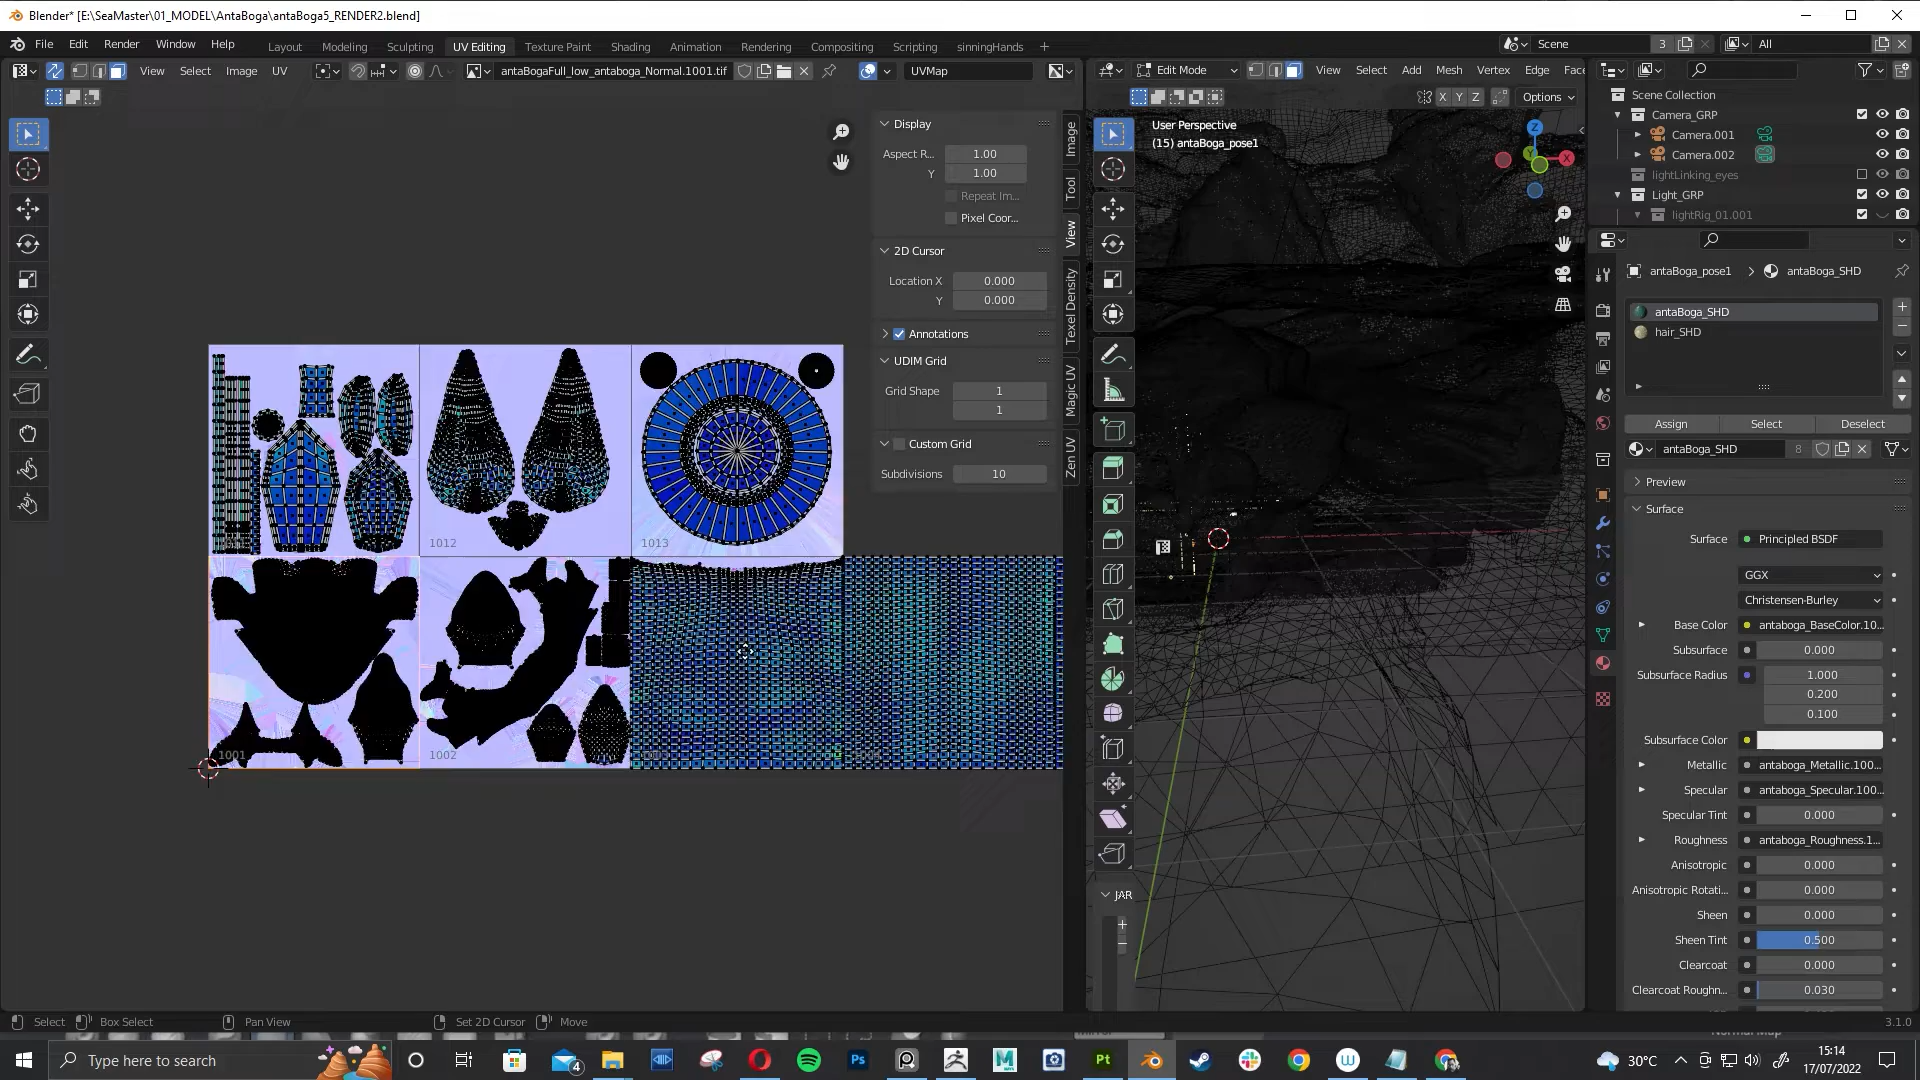 Blender* [E:\SeaMaster\01_MODEL\AntaBoga\antaBoga5_RENDER2.blend]
File Edit Render Window Help Layout Modeling Sculpting UV Editing Texture Paint Shading Animation Rendering Compositing Scripting sinningHands + Scene 3 All
View Select Image UV antaBogaFull_low_antaboga_Normal.1001.tif UVMap Edit Mode View Select Add Mesh Vertex Edge Face
X Y Z Options
Scene Collection
Camera_GRP
Camera.001
Camera.002
lightLinking_eyes
Light_GRP
lightRig_01.001
Display
Aspect R... 1.00
Y 1.00
Repeat Im...
Pixel Coor...
2D Cursor
Location X 0.000
Y 0.000
Annotations
UDIM Grid
Grid Shape 1
1
Custom Grid
Subdivisions 10
Image
Tool
View
Texel Density
Magic UV
Zen UV
1012
1013
1001
1002
User Perspective
(15) antaBoga_pose1
Z
Y
X
JAR
antaBoga_pose1 > antaBoga_SHD
antaBoga_SHD
hair_SHD
Assign Select Deselect
antaBoga_SHD 8
Preview
Surface
Surface Principled BSDF
GGX
Christensen-Burley
Base Color antaboga_BaseColor.10...
Subsurface 0.000
Subsurface Radius 1.000
0.200
0.100
Subsurface Color
Metallic antaboga_Metallic.100...
Specular antaboga_Specular.100...
Specular Tint 0.000
Roughness antaboga_Roughness.1...
Anisotropic 0.000
Anisotropic Rotati... 0.000
Sheen 0.000
Sheen Tint 0.500
Clearcoat 0.000
Clearcoat Roughn... 0.030
Select Box Select Pan View Set 2D Cursor Move 3.1.0
Normal Map
Type here to search
4
Ps
Pt
30°C
15:14
17/07/2022